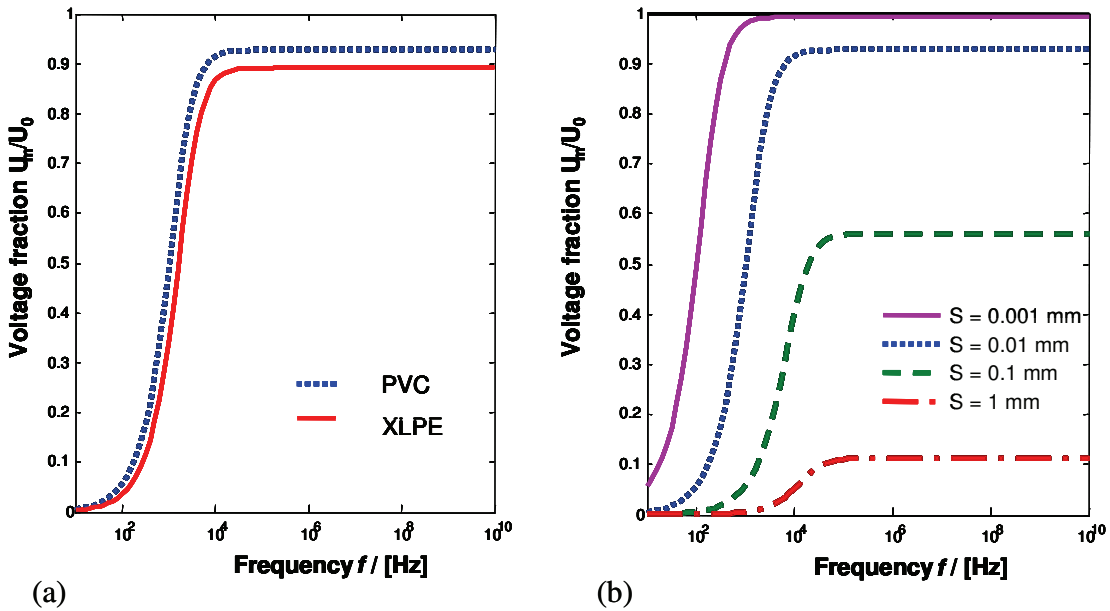 1
0.9
0.8
0.7
0.6
0.5
0.4
0.3
0.2
0.1
0
Voltage fraction Um/U0
PVC
XLPE
10^2
10^4
10^6
10^8
10^10
Frequency f / [Hz]
(a)
1
0.9
0.8
0.7
0.6
0.5
0.4
0.3
0.2
0.1
0
Voltage fraction Um/U0
S = 0.001 mm
S = 0.01 mm
S = 0.1 mm
S = 1 mm
10^2
10^4
10^6
10^8
10^10
Frequency f / [Hz]
(b)